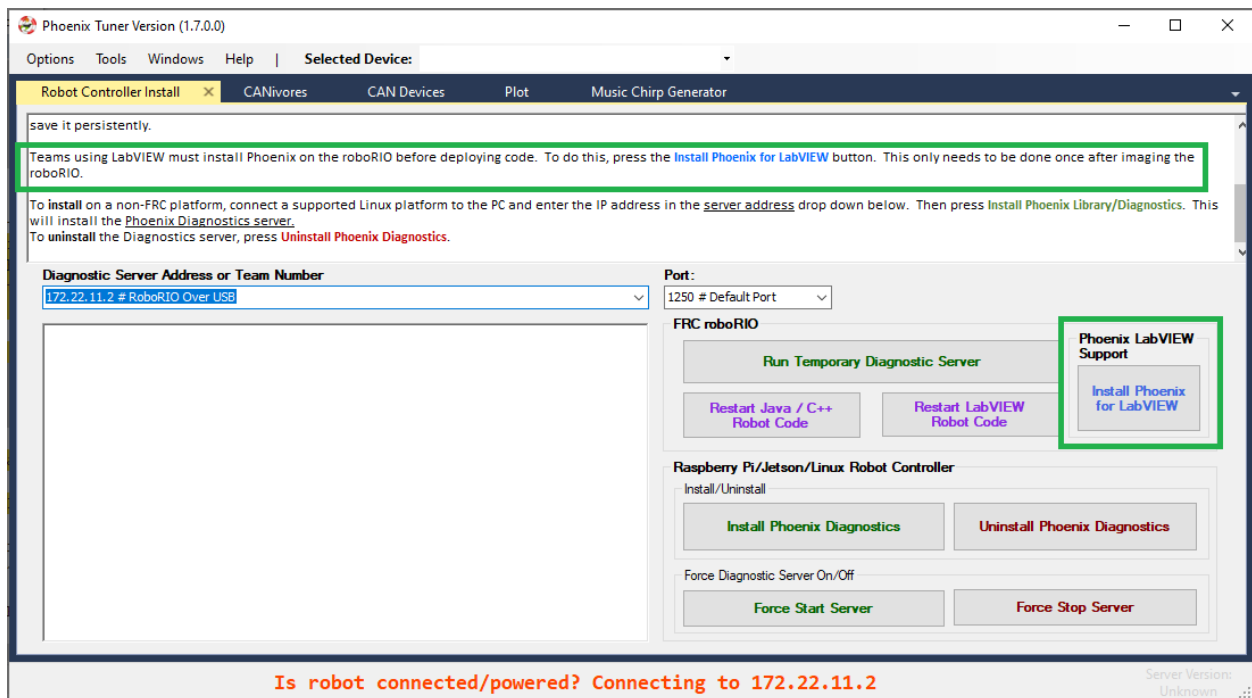 Phoenix Tuner Version (1.7.0.0)
Options Tools Windows Help | Selected Device:
Robot Controller Install CANivores CAN Devices Plot Music Chirp Generator
save it persistently.
Teams using LabVIEW must install Phoenix on the roboRIO before deploying code. To do this, press the Install Phoenix for LabVIEW button. This only needs to be done once after imaging the
roboRIO.
To install on a non-FRC platform, connect a supported Linux platform to the PC and enter the IP address in the server address drop down below. Then press Install Phoenix Library/Diagnostics. This
will install the Phoenix Diagnostics server.
To uninstall the Diagnostics server, press Uninstall Phoenix Diagnostics.
Diagnostic Server Address or Team Number
172.22.11.2 # RoboRIO Over USB
Port:
1250 # Default Port
FRC roboRIO
Run Temporary Diagnostic Server
Restart Java / C++
Robot Code
Restart LabVIEW
Robot Code
Phoenix LabVIEW
Support
Install Phoenix
for LabVIEW
Raspberry Pi/Jetson/Linux Robot Controller
Install/Uninstall
Install Phoenix Diagnostics
Uninstall Phoenix Diagnostics
Force Diagnostic Server On/Off
Force Start Server
Force Stop Server
Is robot connected/powered? Connecting to 172.22.11.2
Server Version:
Unknown